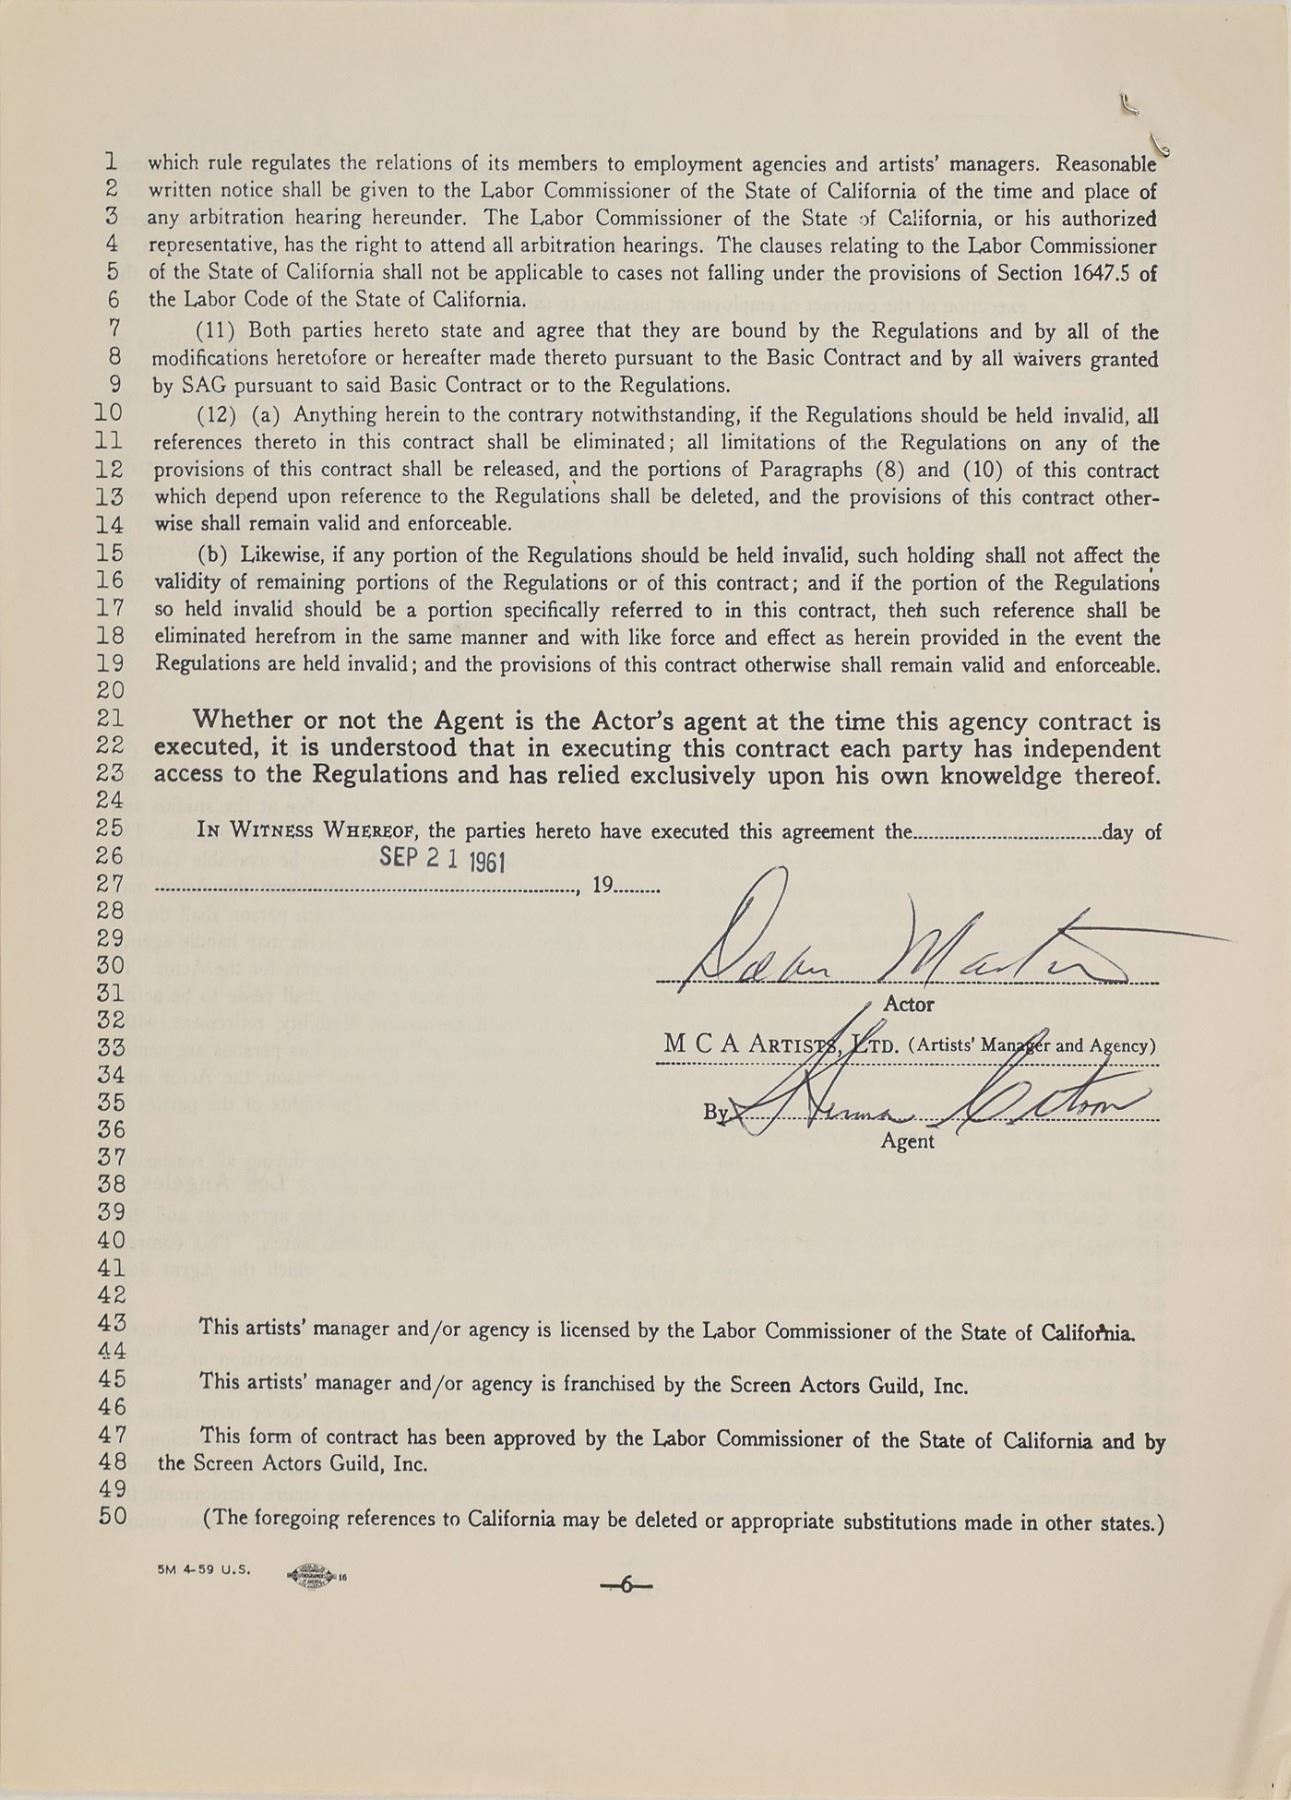 1 which rule regulates the relations of its members to employment agencies and artists' managers. Reasonable
2 written notice shall be given to the Labor Commissioner of the State of California of the time and place of
3 any arbitration hearing hereunder. The Labor Commissioner of the State of California, or his authorized
4 representative, has the right to attend all arbitration hearings. The clauses relating to the Labor Commissioner
5 of the State of California shall not be applicable to cases not falling under the provisions of Section 1647.5 of
6 the Labor Code of the State of California.
7 (11) Both parties hereto state and agree that they are bound by the Regulations and by all of the
8 modifications heretofore or hereafter made thereto pursuant to the Basic Contract and by all waivers granted
9 by SAG pursuant to said Basic Contract or to the Regulations.
10 (12) (a) Anything herein to the contrary notwithstanding, if the Regulations should be held invalid, all
11 references thereto in this contract shall be eliminated; all limitations of the Regulations on any of the
12 provisions of this contract shall be released, and the portions of Paragraphs (8) and (10) of this contract
13 which depend upon reference to the Regulations shall be deleted, and the provisions of this contract other-
14 wise shall remain valid and enforceable.
15 (b) Likewise, if any portion of the Regulations should be held invalid, such holding shall not affect the
16 validity of remaining portions of the Regulations or of this contract; and if the portion of the Regulations
17 so held invalid should be a portion specifically referred to in this contract, then such reference shall be
18 eliminated herefrom in the same manner and with like force and effect as herein provided in the event the
19 Regulations are held invalid; and the provisions of this contract otherwise shall remain valid and enforceable.
20
21 Whether or not the Agent is the Actor's agent at the time this agency contract is
22 executed, it is understood that in executing this contract each party has independent
23 access to the Regulations and has relied exclusively upon his own knoweldge thereof.
24
25 IN WITNESS WHEREOF, the parties hereto have executed this agreement the...............day of
26 SEP 21 1961
27 ..............................., 19.........
28
29
30 Dean Martin
31 Actor
32
33 M C A ARTISTS, LTD. (Artists' Manager and Agency)
34
35 By
36 Agent
37
38
39
40
41
42
43 This artists' manager and/or agency is licensed by the Labor Commissioner of the State of California.
44
45 This artists' manager and/or agency is franchised by the Screen Actors Guild, Inc.
46
47 This form of contract has been approved by the Labor Commissioner of the State of California and by
48 the Screen Actors Guild, Inc.
49
50 (The foregoing references to California may be deleted or appropriate substitutions made in other states.)
5M 4-59 U.S. 16
—6—